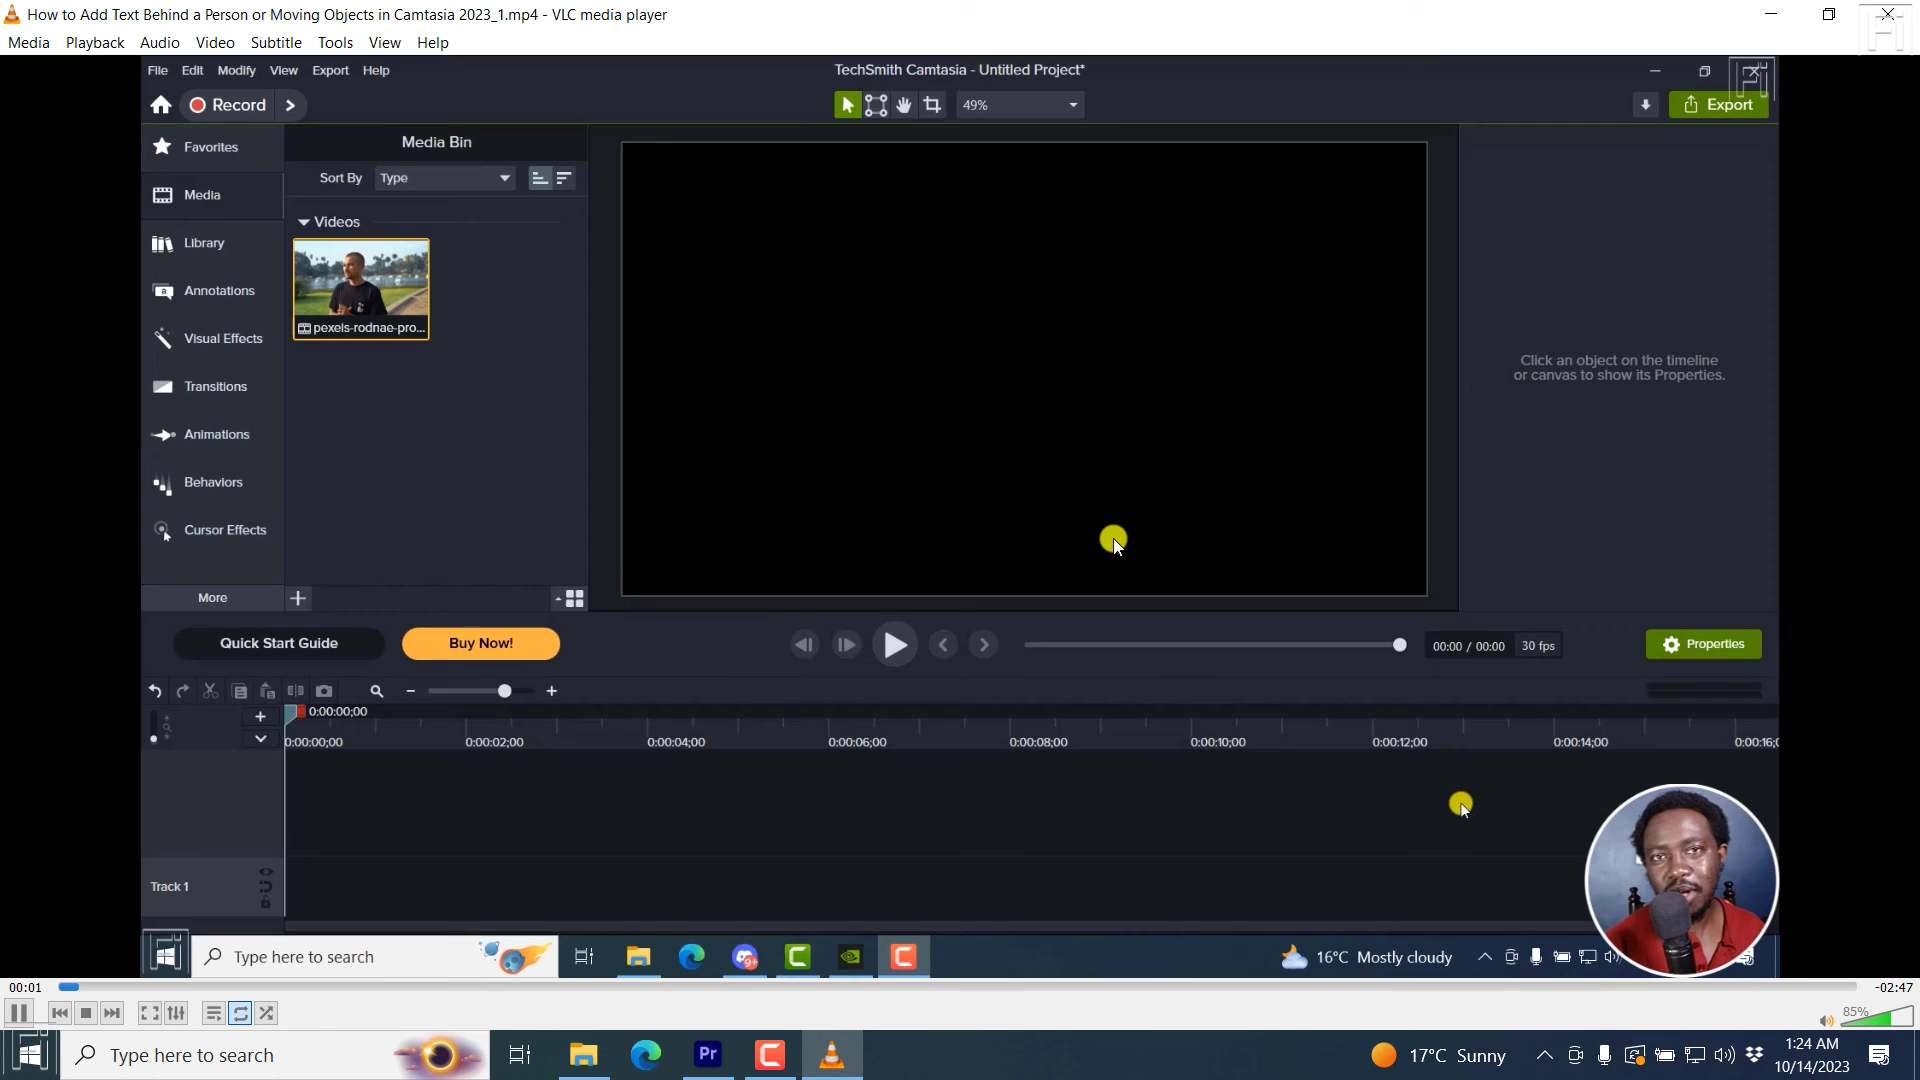 How to Add Text Behind a Person or Moving Objects in Camtasia 2023_1.mp4 - VLC media player
Media Playback Audio Video Subtitle Tools View Help
File Edit Modify View Export Help
TechSmith Camtasia - Untitled Project*
Record
49%
Export
Favorites
Media
Library
Annotations
Visual Effects
Transitions
Animations
Behaviors
Cursor Effects
More
Media Bin
Sort By Type
Videos
pexels-rodnae-pro...
Click an object on the timeline
or canvas to show its Properties.
Quick Start Guide
Buy Now!
00:00 / 00:00 30 fps
Properties
0:00:00;00
0:00:00;00 0:00:02;00 0:00:04;00 0:00:06;00 0:00:08;00 0:00:10;00 0:00:12;00 0:00:14;00 0:00:16;0
Track 1
Type here to search
9+
16°C Mostly cloudy
00:01
-02:47
85%
Type here to search
Pr
17°C Sunny
1:24 AM
10/14/2023